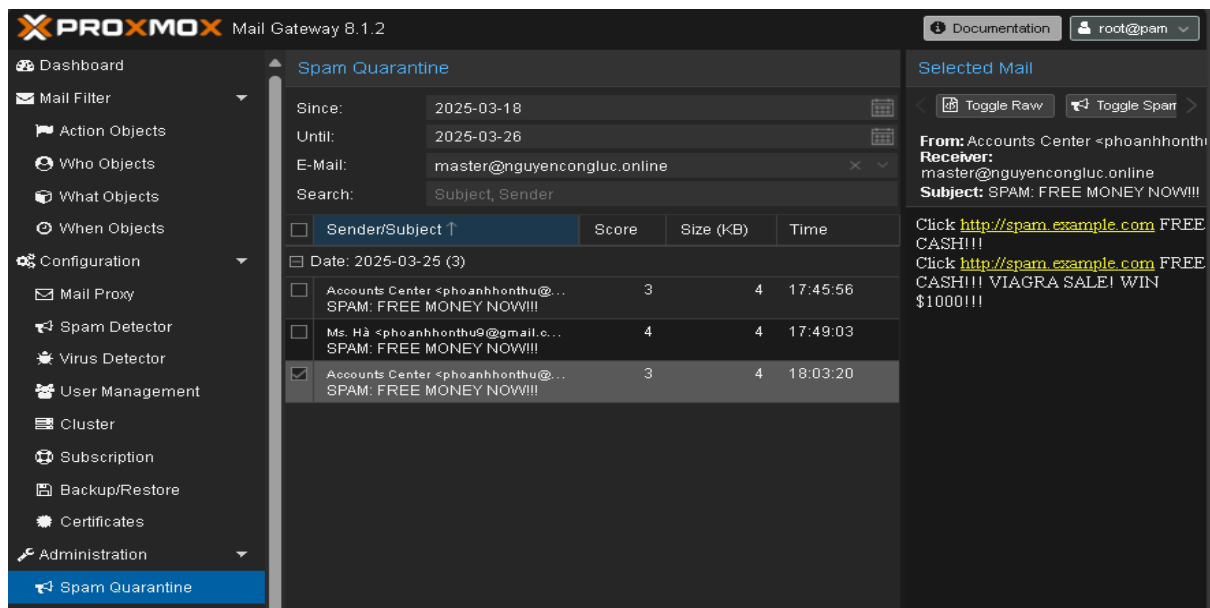 PROXMOX Mail Gateway 8.1.2
Documentation
root@pam
Dashboard
Mail Filter
Action Objects
Who Objects
What Objects
When Objects
Configuration
Mail Proxy
Spam Detector
Virus Detector
User Management
Cluster
Subscription
Backup/Restore
Certificates
Administration
Spam Quarantine
Spam Quarantine
Since: 2025-03-18
Until: 2025-03-26
E-Mail: master@nguyencongluc.online
Search: Subject, Sender
Sender/Subject ↑ Score Size (KB) Time
Date: 2025-03-25 (3)
Accounts Center <phoanhhonthu@... 3 4 17:45:56
SPAM: FREE MONEY NOW!!!
Ms. Hà <phoanhhonthu9@gmail.c... 4 4 17:49:03
SPAM: FREE MONEY NOW!!!
Accounts Center <phoanhhonthu@... 3 4 18:03:20
SPAM: FREE MONEY NOW!!!
Selected Mail
Toggle Raw Toggle Spam
From: Accounts Center <phoanhhonthu
Receiver:
master@nguyencongluc.online
Subject: SPAM: FREE MONEY NOW!!!
Click http://spam.example.com FREE
CASH!!!
Click http://spam.example.com FREE
CASH!!! VIAGRA SALE! WIN
$1000!!!